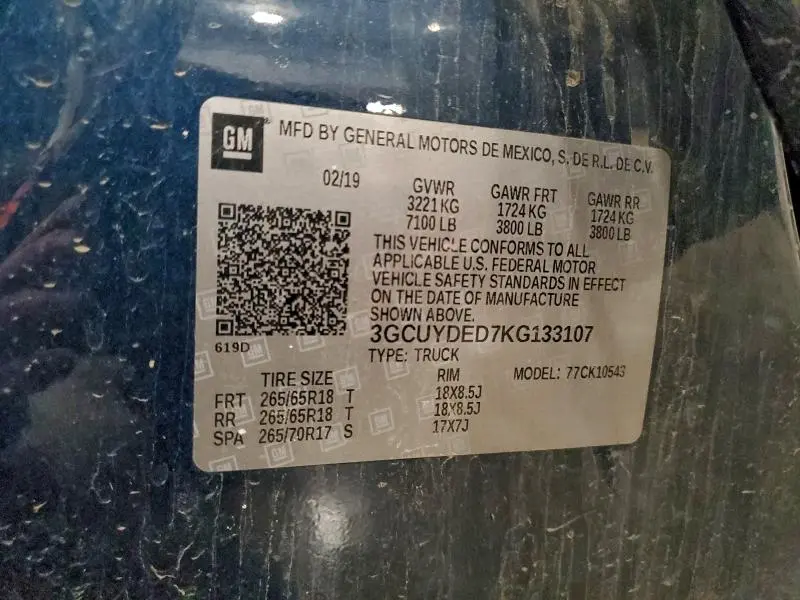 GM
MFD BY GENERAL MOTORS DE MEXICO, S. DE R.L. DE C.V.
02/19 GVWR GAWR FRT GAWR RR
3221 KG 1724 KG 1724 KG
7100 LB 3800 LB 3800 LB
THIS VEHICLE CONFORMS TO ALL
APPLICABLE U.S. FEDERAL MOTOR
VEHICLE SAFETY STANDARDS IN EFFECT
ON THE DATE OF MANUFACTURE
SHOWN ABOVE.
619D
3GCUYDED7KG133107
TYPE: TRUCK
TIRE SIZE RIM MODEL: 77CK10543
FRT 265/65R18 T 18X8.5J
RR 265/65R18 T 18X8.5J
SPA 265/70R17 S 17X7J